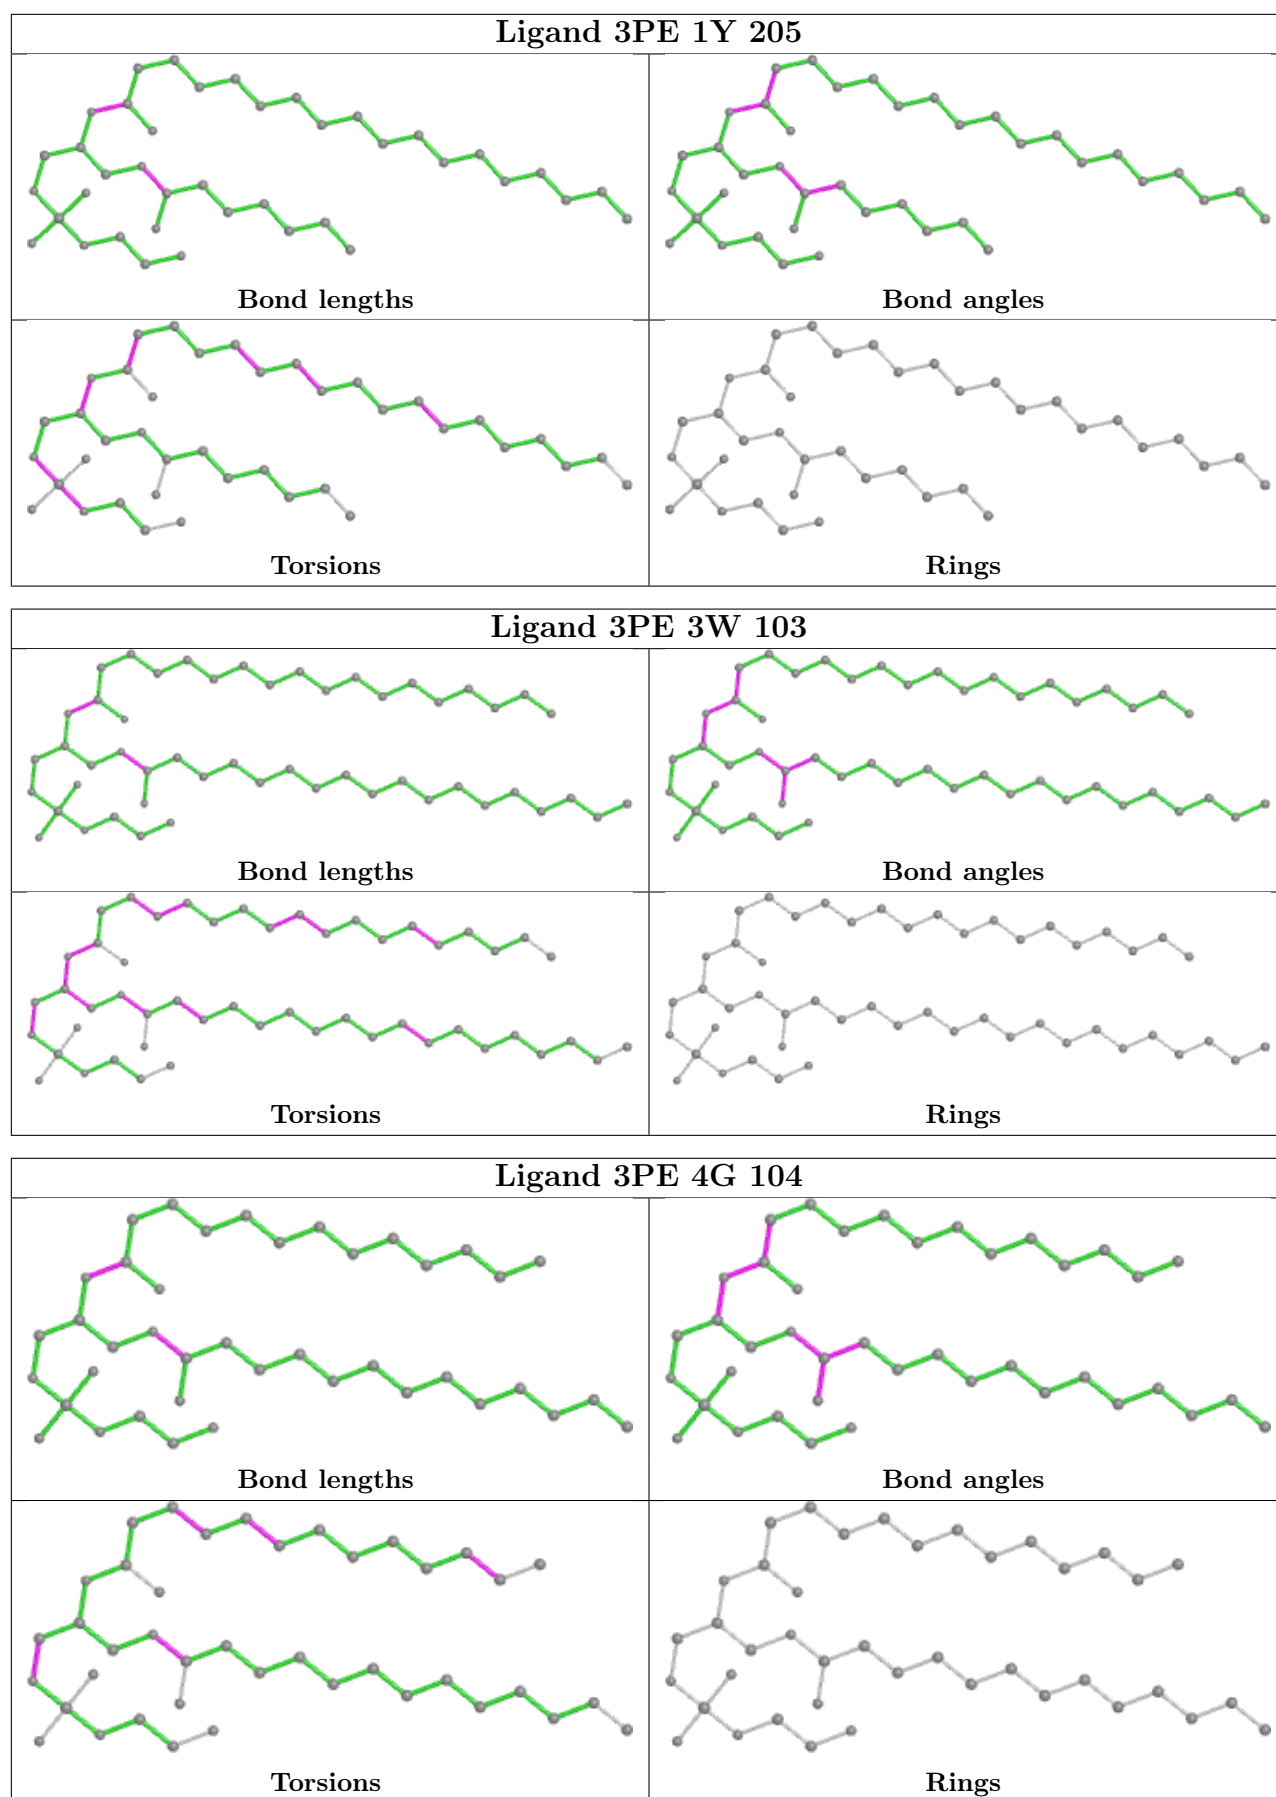 Ligand 3PE 1Y 205
Bond lengths
Bond angles
Torsions
Rings
Ligand 3PE 3W 103
Bond lengths
Bond angles
Torsions
Rings
Ligand 3PE 4G 104
Bond lengths
Bond angles
Torsions
Rings